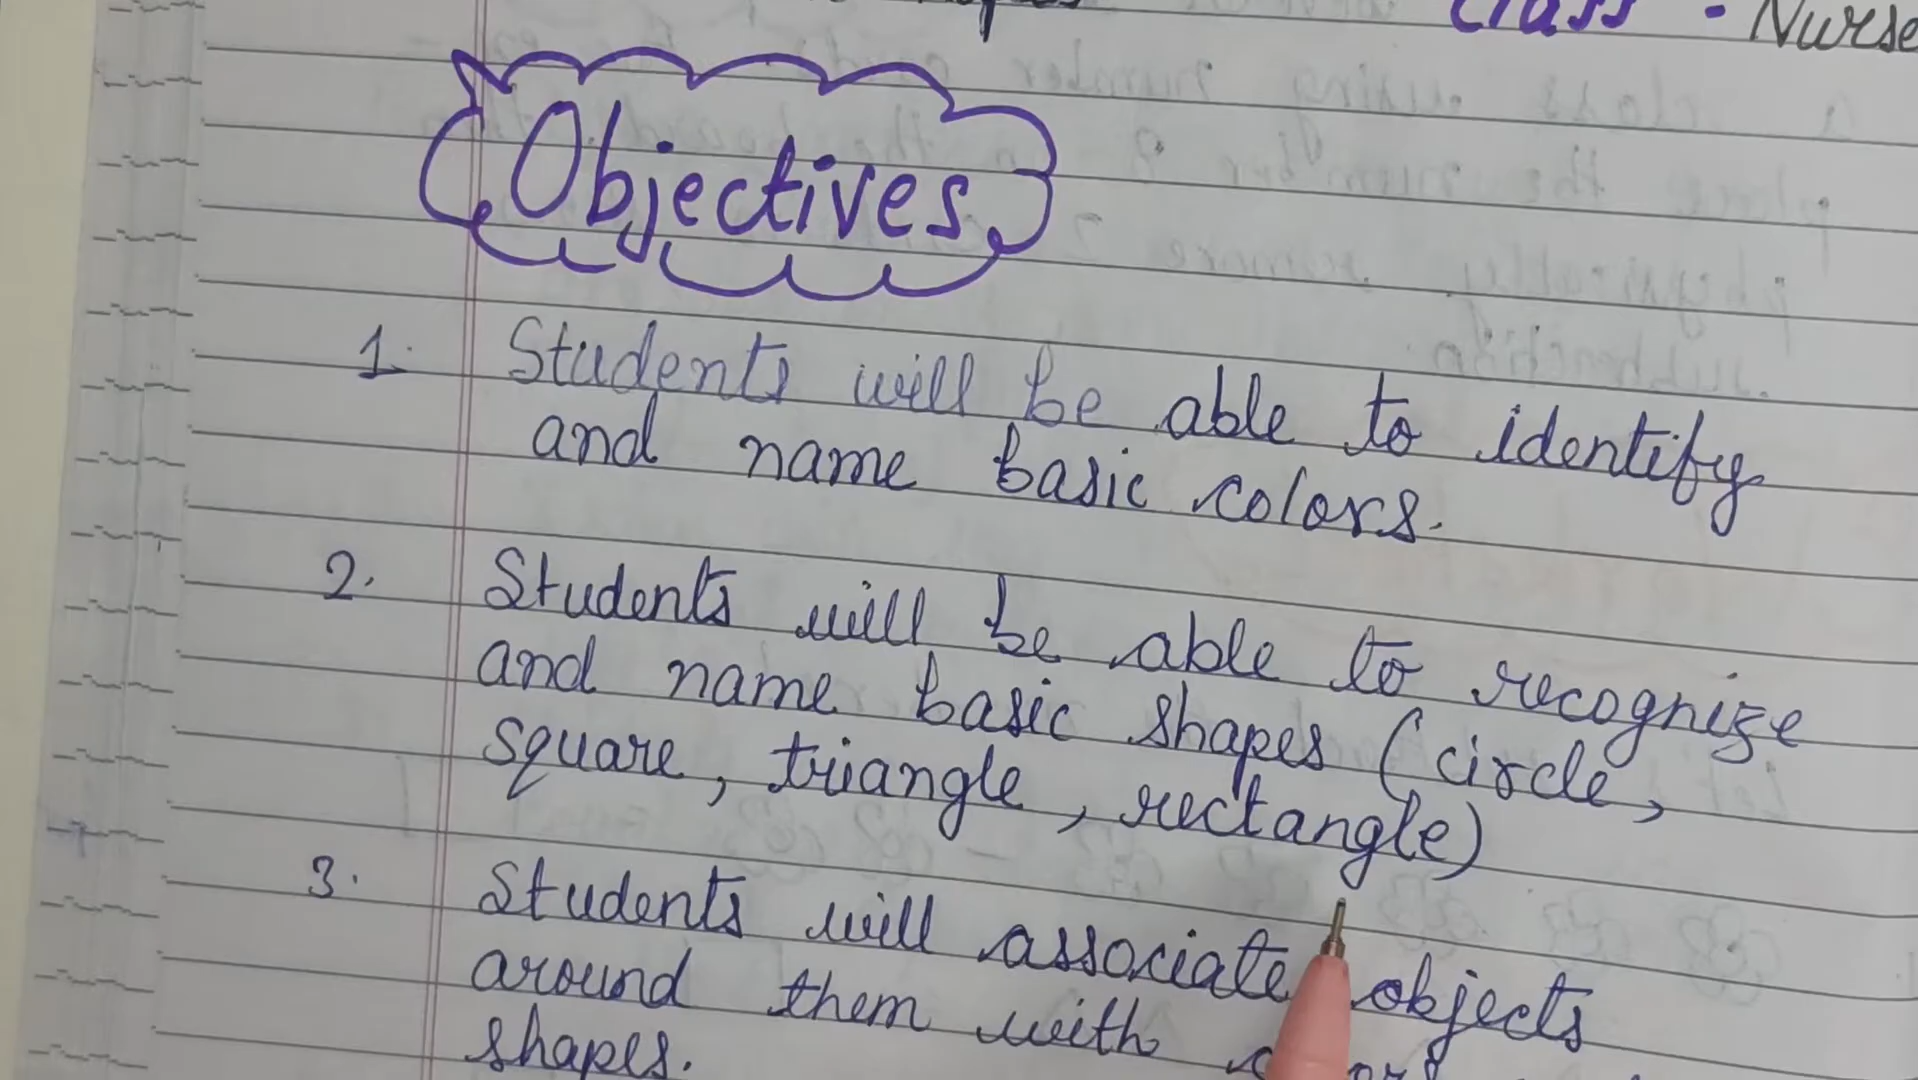 Class - Nurse
Objectives
1. Students will be able to identify
and name basic colors.
2. Students will be able to recognize
and name basic shapes (circle,
square, triangle, rectangle)
3. Students will associate objects
around them with
shapes.